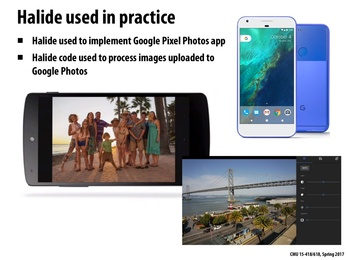 Halide used in practice
Halide used to implement Google Pixel Photos app
Halide code used to process images uploaded to
Google Photos
CMU 15-418/618, Spring 2017